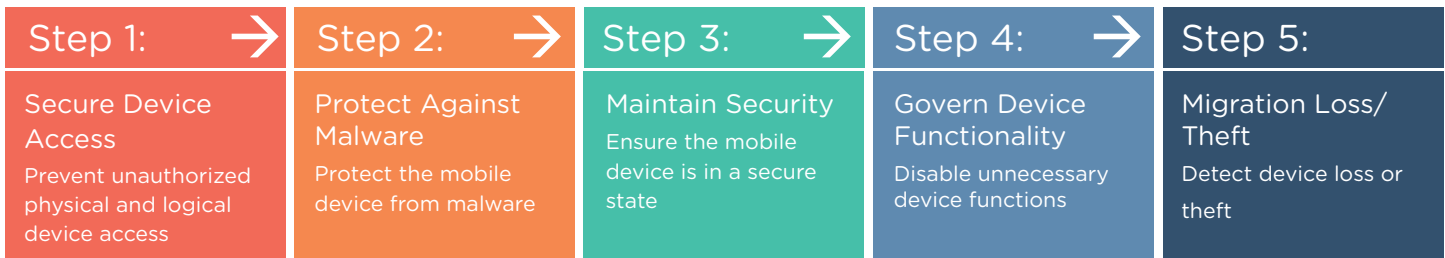 Step 1:
Secure Device
Access
Prevent unauthorized
physical and logical
device access
Step 2:
Protect Against
Malware
Protect the mobile
device from malware
Step 3:
Maintain Security
Ensure the mobile
device is in a secure
state
Step 4:
Govern Device
Functionality
Disable unnecessary
device functions
Step 5:
Migration Loss/
Theft
Detect device loss or
theft